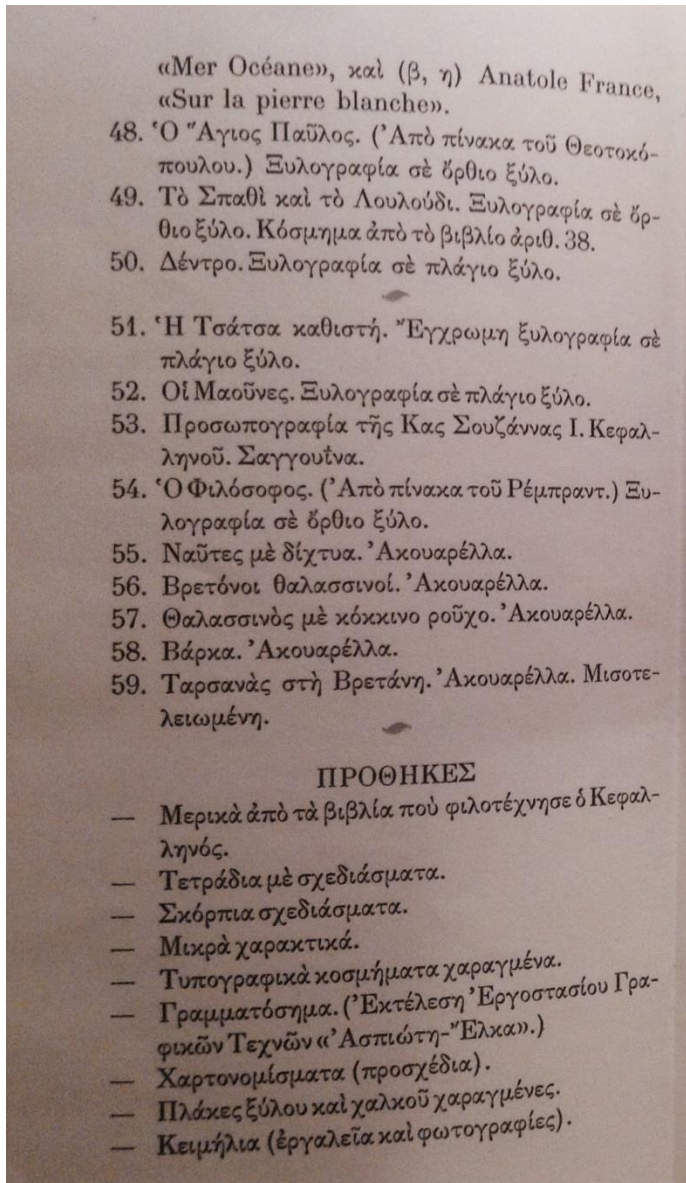 «Mer Océane», καὶ (β, η) Anatole France,
«Sur la pierre blanche».
48. Ὁ Ἅγιος Παῦλος. (Ἀπὸ πίνακα τοῦ Θεοτοκό-
πουλου.) Ξυλογραφία σὲ ὄρθιο ξύλο.
49. Τὸ Σπαθὶ καὶ τὸ Λουλούδι. Ξυλογραφία σὲ ὄρ-
θιο ξύλο. Κόσμημα ἀπὸ τὸ βιβλίο ἀριθ. 38.
50. Δέντρο. Ξυλογραφία σὲ πλάγιο ξύλο.
51. Ἡ Τσάτσα καθιστή. Ἔγχρωμη ξυλογραφία σὲ
πλάγιο ξύλο.
52. Οἱ Μαοῦνες. Ξυλογραφία σὲ πλάγιο ξύλο.
53. Προσωπογραφία τῆς Κας Σουζάννας Ι. Κεφαλ-
ληνοῦ. Σαγγουΐνα.
54. Ὁ Φιλόσοφος. (Ἀπὸ πίνακα τοῦ Ρέμπραντ.) Ξυ-
λογραφία σὲ ὄρθιο ξύλο.
55. Ναῦτες μὲ δίχτυα. Ἀκουαρέλλα.
56. Βρετόνοι θαλασσινοί. Ἀκουαρέλλα.
57. Θαλασσινὸς μὲ κόκκινο ροῦχο. Ἀκουαρέλλα.
58. Βάρκα. Ἀκουαρέλλα.
59. Ταρσανὰς στὴ Βρετάνη. Ἀκουαρέλλα. Μισοτε-
λειωμένη.
ΠΡΟΘΗΚΕΣ
— Μερικὰ ἀπὸ τὰ βιβλία ποὺ φιλοτέχνησε ὁ Κεφαλ-
ληνός.
— Τετράδια μὲ σχεδιάσματα.
— Σκόρπια σχεδιάσματα.
— Μικρὰ χαρακτικά.
— Τυπογραφικὰ κοσμήματα χαραγμένα.
— Γραμματόσημα. (Ἐκτέλεση Ἐργοστασίου Γρα-
φικῶν Τεχνῶν «Ἀσπιώτη-Ἔλκα».)
— Χαρτονομίσματα (προσχέδια).
— Πλάκες ξύλου καὶ χαλκοῦ χαραγμένες.
— Κειμήλια (ἐργαλεῖα καὶ φωτογραφίες).